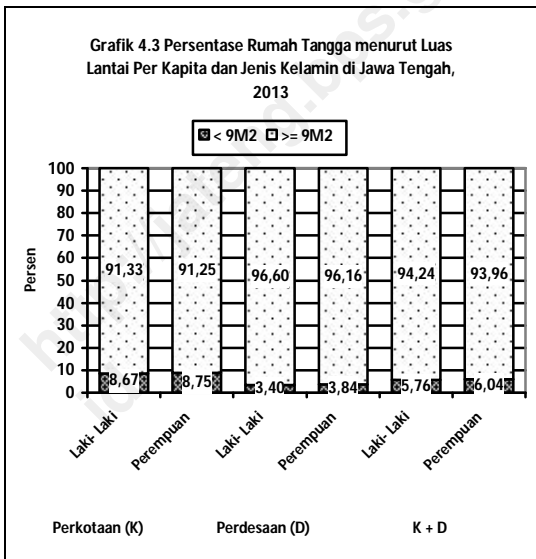 Grafik 4.3 Persentase Rumah Tangga menurut Luas
Lantai Per Kapita dan Jenis Kelamin di Jawa Tengah,
2013
< 9M2 >= 9M2
Persen
100
90
80
70
60
50
40
30
20
10
0
91,33 91,25 96,60 96,16 94,24 93,96
8,67 8,75 3,40 3,84 5,76 6,04
Laki- Laki Perempuan Laki- Laki Perempuan Laki- Laki Perempuan
Perkotaan (K) Perdesaan (D) K + D